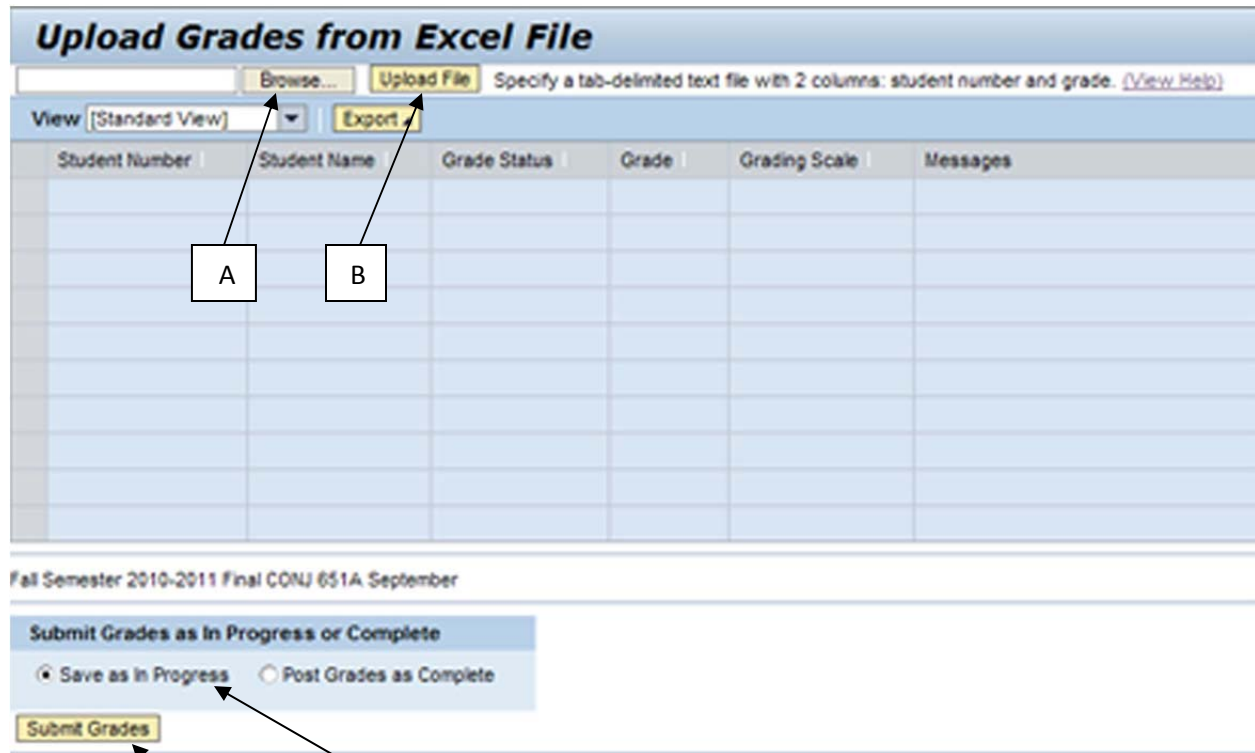 Upload Grades from Excel File
Browse... Upload File Specify a tab-delimited text file with 2 columns: student number and grade. (View Help)
View [Standard View] Export
Student Number Student Name Grade Status Grade Grading Scale Messages
A B
Fall Semester 2010-2011 Final CONJ 651A September
Submit Grades as In Progress or Complete
Save as In Progress Post Grades as Complete
Submit Grades